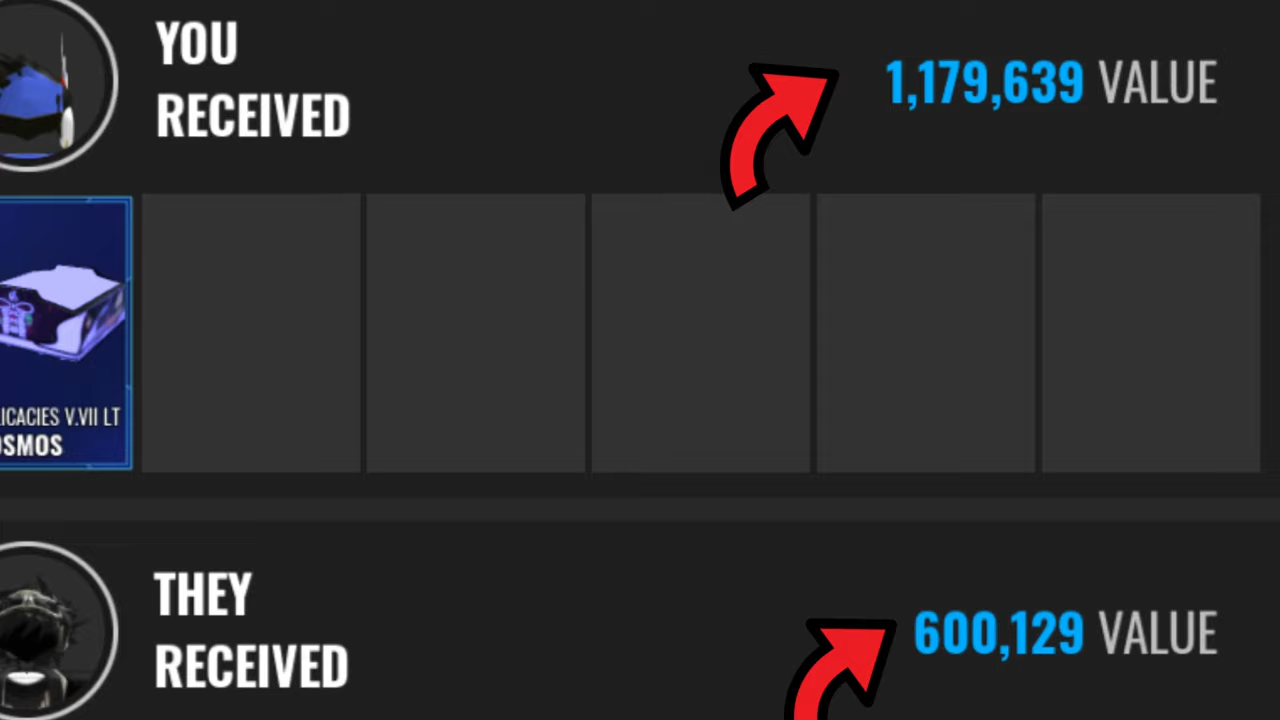 YOU
RECEIVED
1,179,639 VALUE
ICACIES V.VII LT
OSMOS
THEY
RECEIVED
600,129 VALUE